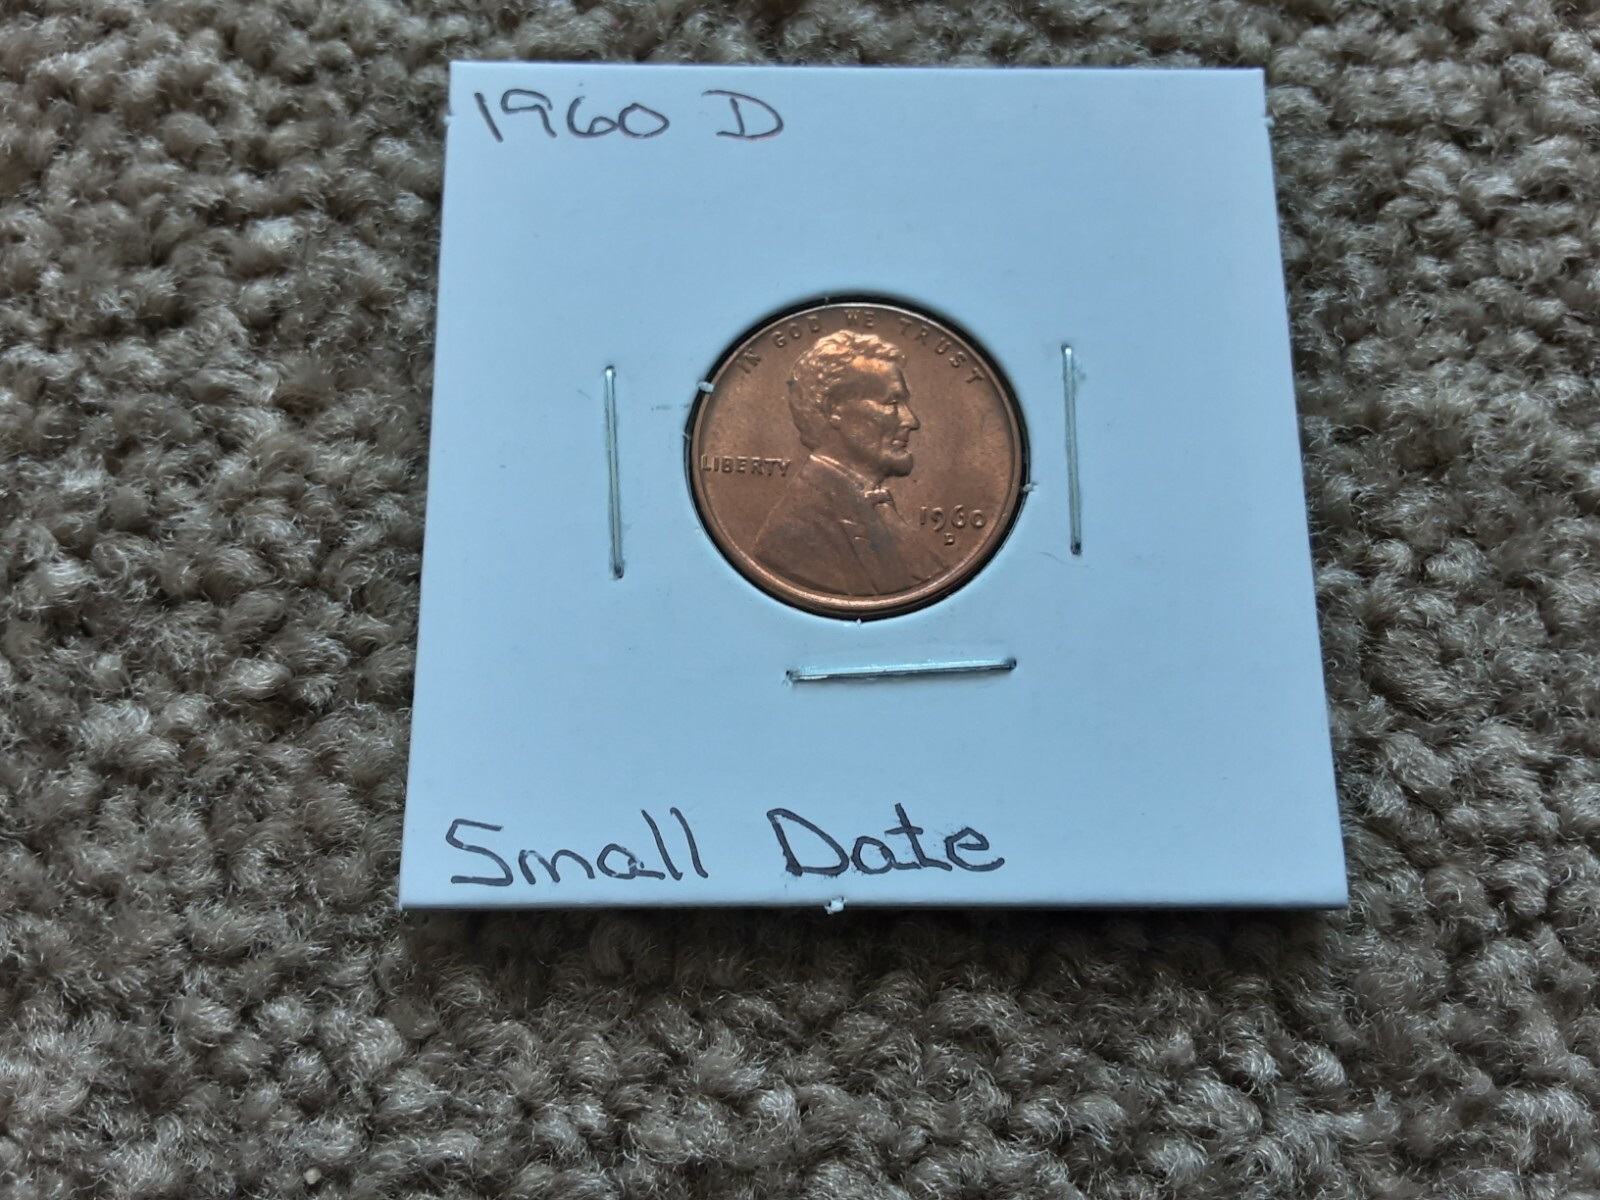 1960 D
IN GOD WE TRUST
LIBERTY
1960
D
Small Date